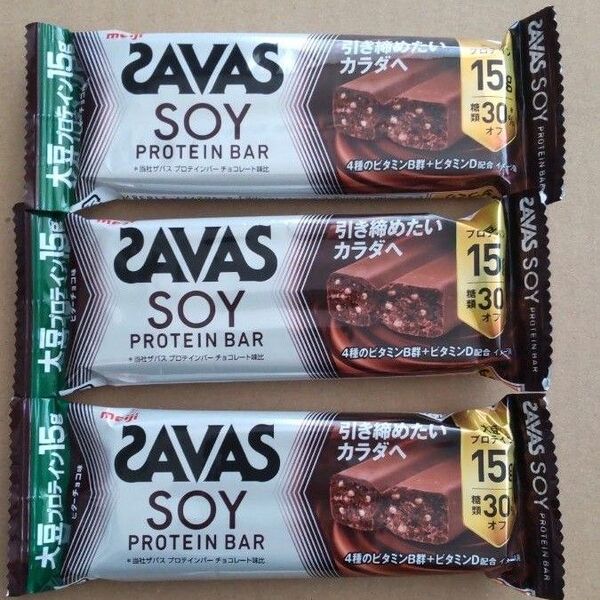 meiji
SAVAS
SOY
PROTEIN BAR
*当社ザバス プロテインバー チョコレート味比
大豆プロテイン15g
引き締めたい
カラダへ
15g
糖類30%
オフ
4種のビタミンB群+ビタミンD配合
SAVAS SOY PROTEIN BAR
SAVAS
SOY
PROTEIN BAR
*当社ザバス プロテインバー チョコレート味比
大豆プロテイン15g
ビターチョコ味
引き締めたい
カラダへ
プロテイン
15
糖類30
オフ
4種のビタミンB群+ビタミンD配合
SAVAS SOY PROTEIN BAR
meiji
SAVAS
SOY
PROTEIN BAR
*当社ザバス プロテインバー チョコレート味比
大豆プロテイン15g
ビターチョコ味
引き締めたい
カラダへ
プロテイン
15g
糖類30
オフ
4種のビタミンB群+ビタミンD配合
SAVAS SOY PROTEIN BAR